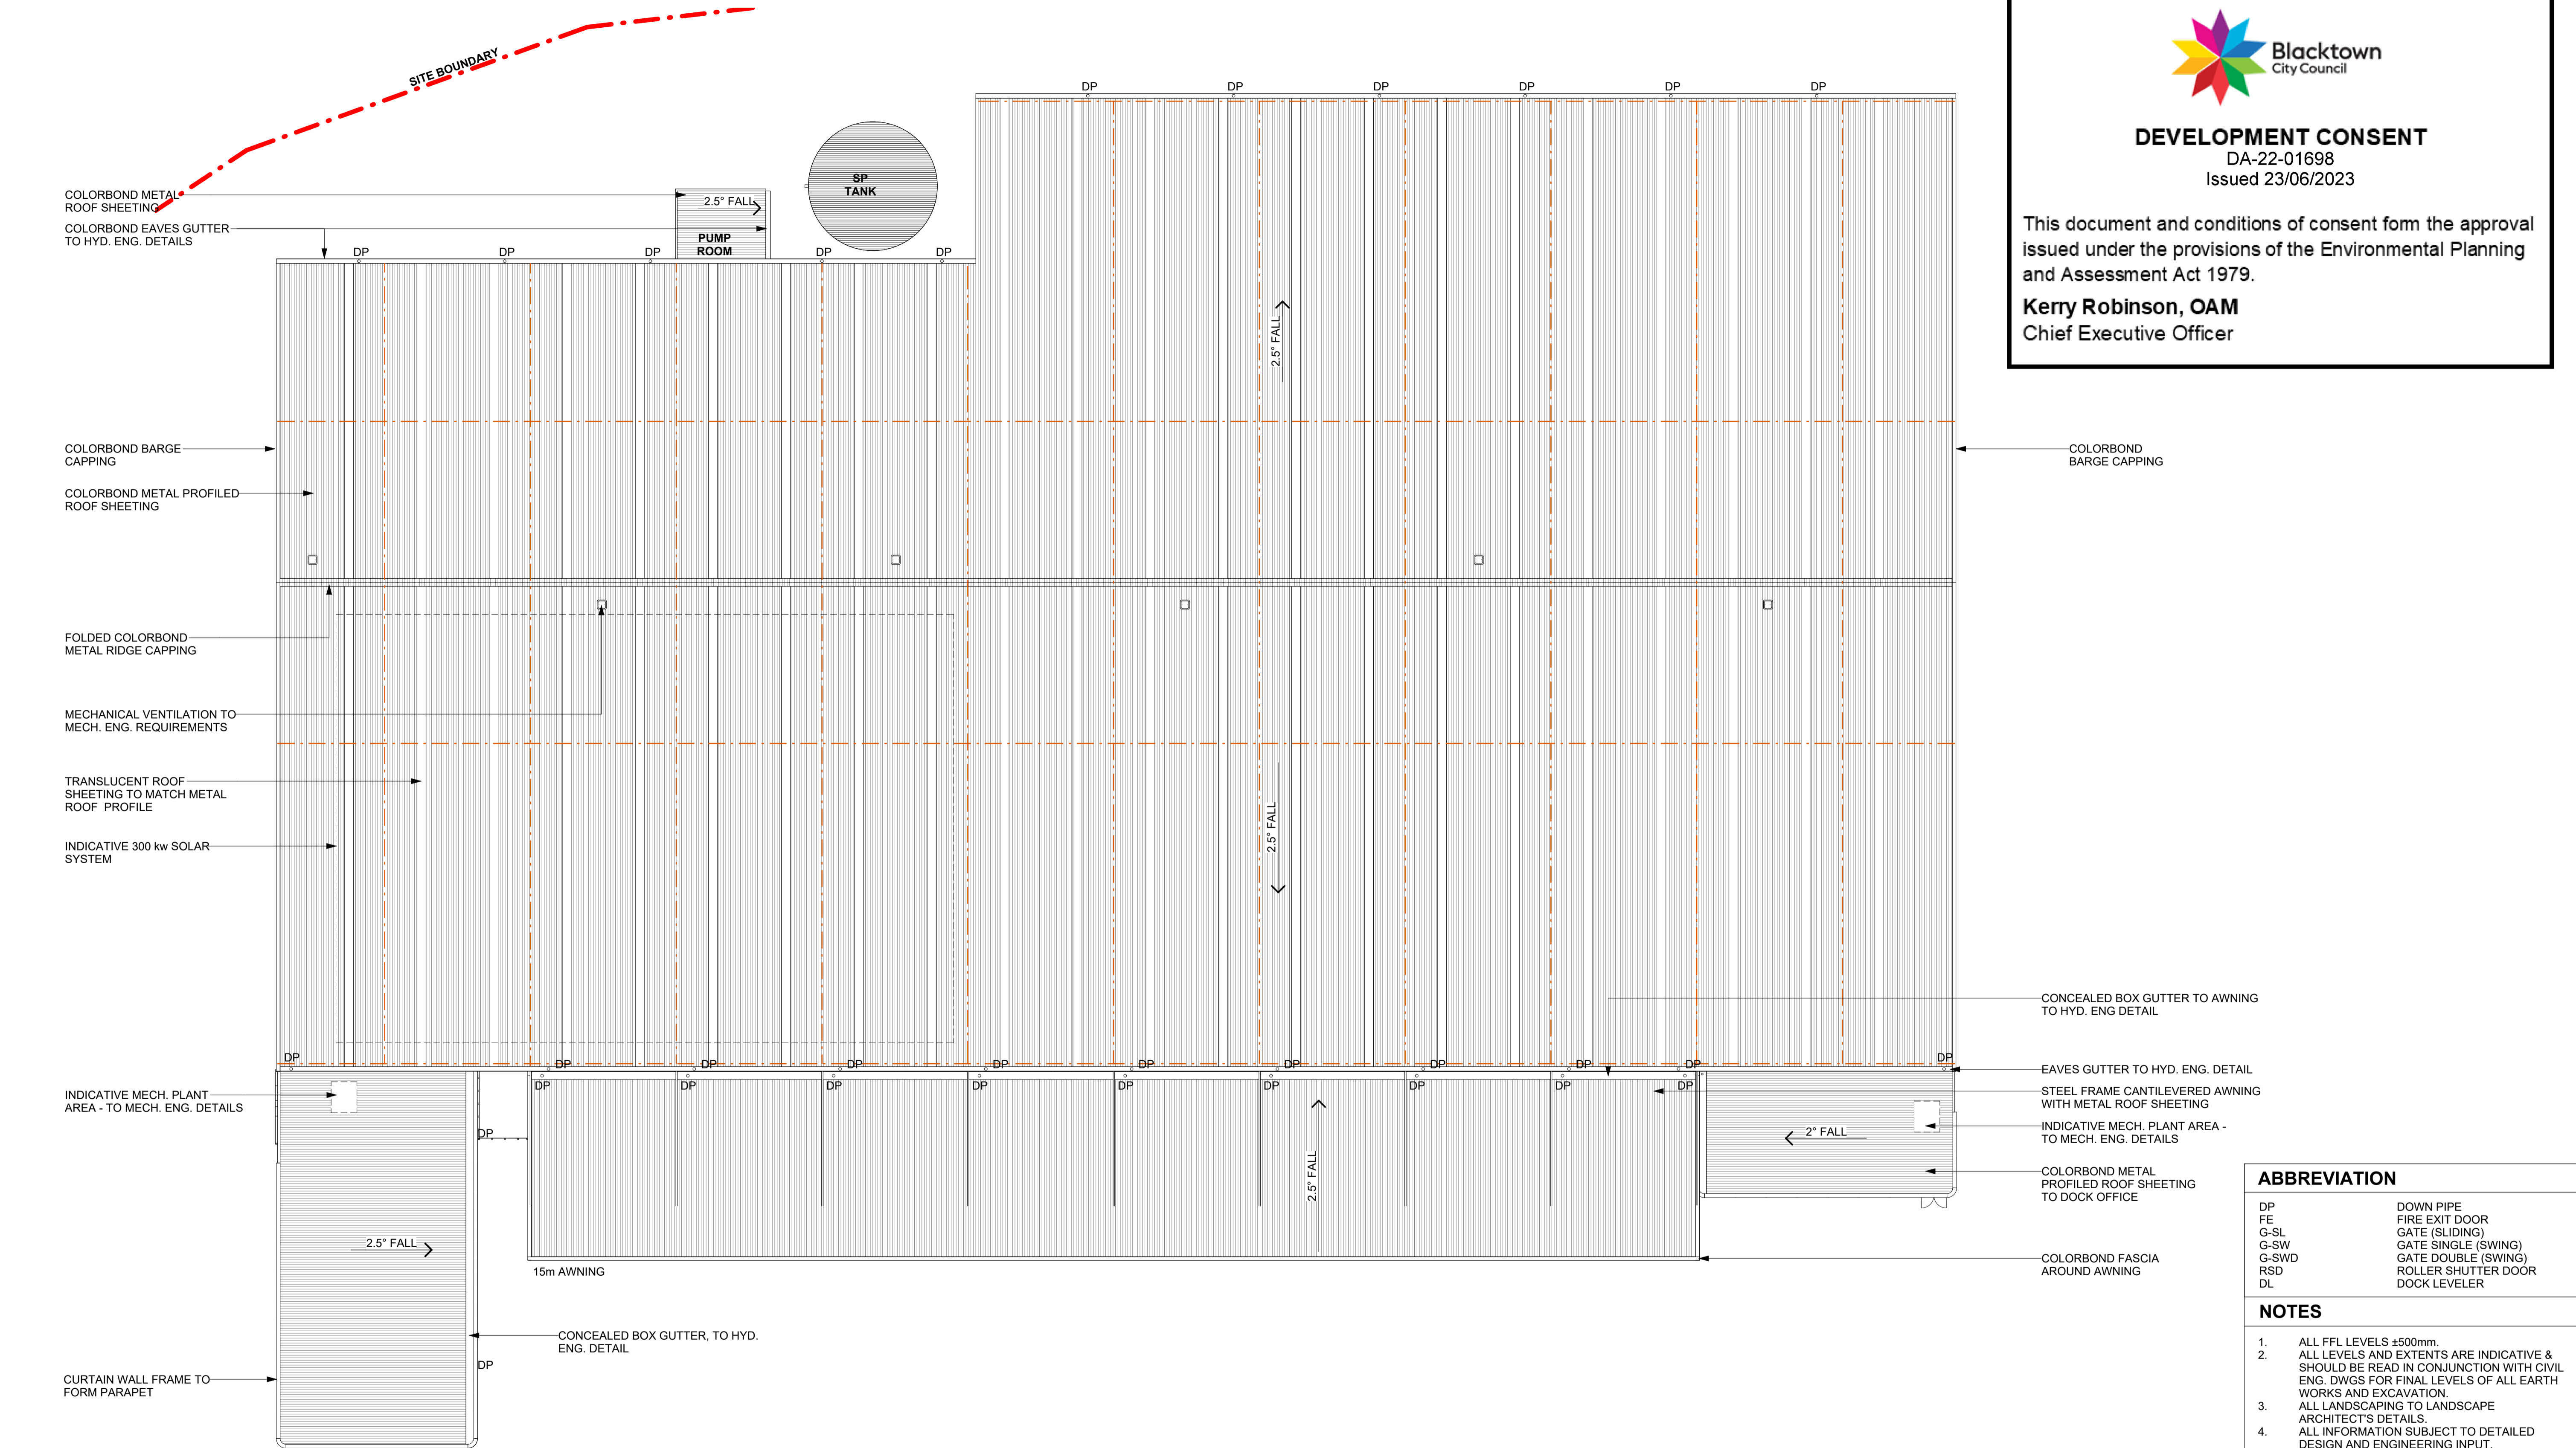 SITE BOUNDARY
Blacktown
City Council
DEVELOPMENT CONSENT
DA-22-01698
Issued 23/06/2023
This document and conditions of consent form the approval
issued under the provisions of the Environmental Planning
and Assessment Act 1979.
Kerry Robinson, OAM
Chief Executive Officer
DP
DP
DP
DP
DP
DP
SP
TANK
COLORBOND METAL
ROOF SHEETING
2.5° FALL
COLORBOND EAVES GUTTER
TO HYD. ENG. DETAILS
PUMP
ROOM
DP
DP
DP
DP
DP
2.5° FALL
COLORBOND BARGE
CAPPING
COLORBOND
BARGE CAPPING
COLORBOND METAL PROFILED
ROOF SHEETING
FOLDED COLORBOND
METAL RIDGE CAPPING
MECHANICAL VENTILATION TO
MECH. ENG. REQUIREMENTS
TRANSLUCENT ROOF
SHEETING TO MATCH METAL
ROOF  PROFILE
2.5° FALL
INDICATIVE 300 kw SOLAR
SYSTEM
CONCEALED BOX GUTTER TO AWNING
TO HYD. ENG DETAIL
DP
DP
DP
DP
DP
DP
DP
DP
DP
DP
DP
EAVES GUTTER TO HYD. ENG. DETAIL
DP
DP
DP
DP
DP
DP
DP
DP
DP
STEEL FRAME CANTILEVERED AWNING
WITH METAL ROOF SHEETING
INDICATIVE MECH. PLANT
AREA - TO MECH. ENG. DETAILS
INDICATIVE MECH. PLANT AREA -
TO MECH. ENG. DETAILS
DP
2° FALL
2.5° FALL
COLORBOND METAL
PROFILED ROOF SHEETING
TO DOCK OFFICE
2.5° FALL
COLORBOND FASCIA
AROUND AWNING
15m AWNING
CONCEALED BOX GUTTER, TO HYD.
ENG. DETAIL
DP
CURTAIN WALL FRAME TO
FORM PARAPET
ABBREVIATION
DP DOWN PIPE
FE FIRE EXIT DOOR
G-SL GATE (SLIDING)
G-SW GATE SINGLE (SWING)
G-SWD GATE DOUBLE (SWING)
RSD ROLLER SHUTTER DOOR
DL DOCK LEVELER
NOTES
1. ALL FFL LEVELS ±500mm.
2. ALL LEVELS AND EXTENTS ARE INDICATIVE &
SHOULD BE READ IN CONJUNCTION WITH CIVIL
ENG. DWGS FOR FINAL LEVELS OF ALL EARTH
WORKS AND EXCAVATION.
3. ALL LANDSCAPING TO LANDSCAPE
ARCHITECT'S DETAILS.
4. ALL INFORMATION SUBJECT TO DETAILED
DESIGN AND ENGINEERING INPUT.